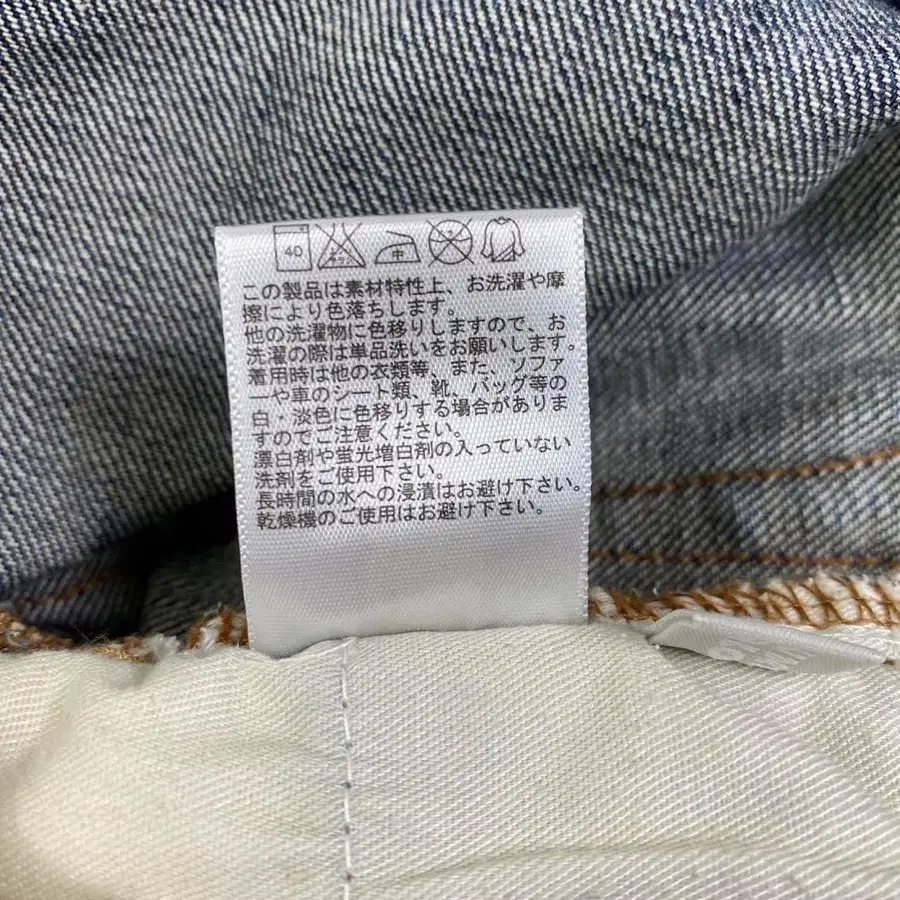 40 中
この製品は素材特性上、お洗濯や摩
擦により色落ちします。
他の洗濯物に色移りしますので、お
洗濯の際は単品洗いをお願いします。
着用時は他の衣類等、また、ソファ
ーや車のシート類、靴、バッグ等の
白・淡色に色移りする場合がありま
すのでご注意ください。
漂白剤や蛍光増白剤の入っていない
洗剤をご使用下さい。
長時間の水への浸漬はお避け下さい。
乾燥機のご使用はお避け下さい。